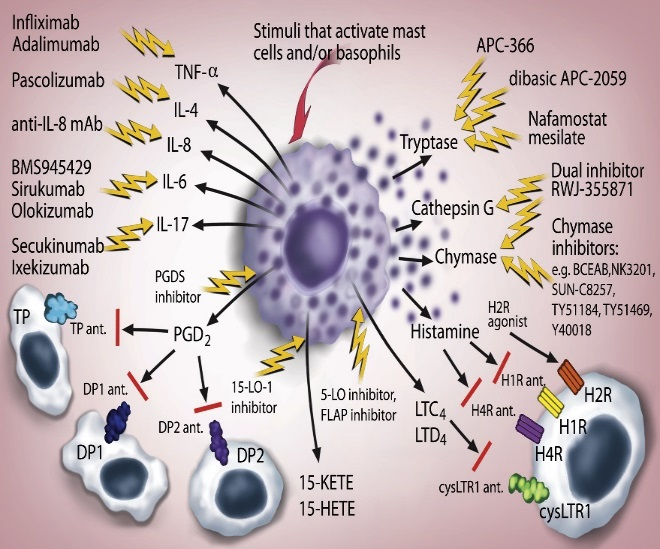 Infliximab
Adalimumab
Stimuli that activate mast
cells and/or basophils
APC-366
dibasic APC-2059
TNF-α
Pascolizumab
IL-4
Nafamostat
mesilate
anti-IL-8 mAb
IL-8
Tryptase
BMS945429
Sirukumab
Olokizumab
IL-6
Dual inhibitor
RWJ-355871
Cathepsin G
IL-17
Secukinumab
Ixekizumab
Chymase
Chymase
inhibitors:
e.g. BCEAB,NK3201,
SUN-C8257,
TY51184, TY51469,
Y40018
PGDS
inhibitor
TP
TP ant.
PGD2
Histamine
H2R
agonist
DP1 ant.
15-LO-1
inhibitor
5-LO inhibitor,
FLAP inhibitor
H1R ant.
H2R
LTC4
LTD4
H4R ant.
H1R
DP2 ant.
DP1
DP2
H4R
15-KETE
15-HETE
cysLTR1 ant.
cysLTR1